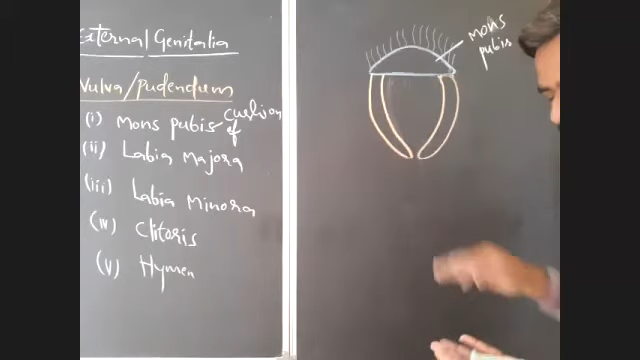 External Genitalia
Vulva/pudendum
(i) Mons pubis cushion
of
(ii) Labia Majora
(iii) Labia Minora
(iv) Clitoris
(v) Hymen
mons
pubis